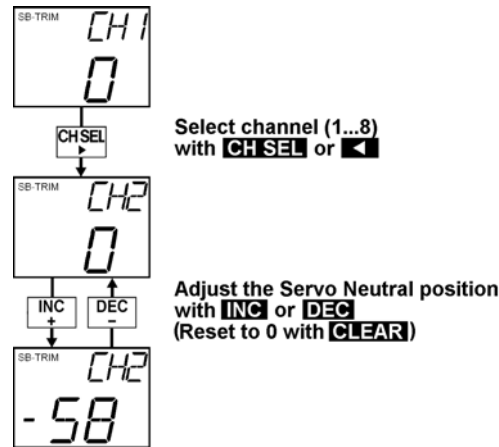 SB-TRIM CH1
0
CH SEL
▶
Select channel (1...8)
with CH SEL or ◀
SB-TRIM CH2
0
INC
+
DEC
–
Adjust the Servo Neutral position
with INC or DEC
(Reset to 0 with CLEAR)
SB-TRIM CH2
-58